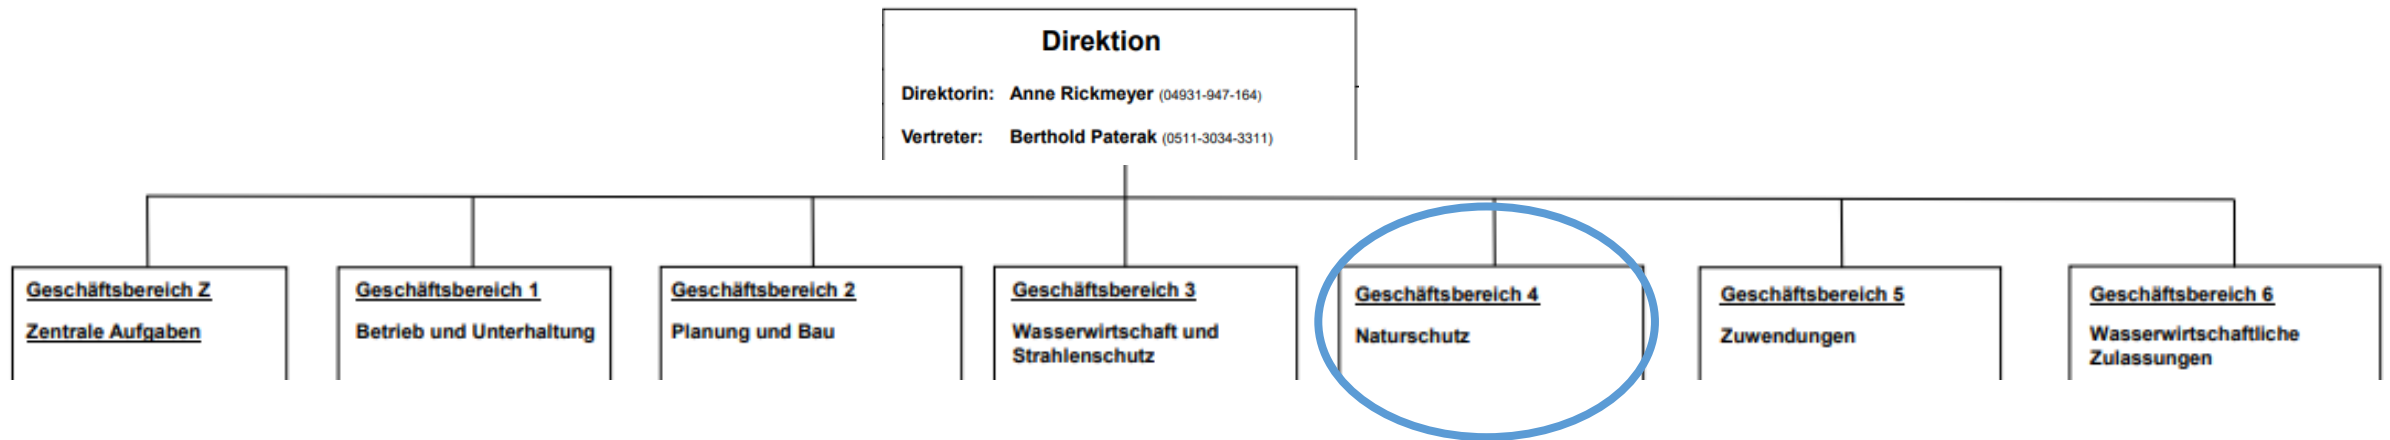 Direktion
Direktorin: Anne Rickmeyer (04931-947-164)
Vertreter: Berthold Paterak (0511-3034-3311)
Geschäftsbereich Z
Zentrale Aufgaben
Geschäftsbereich 1
Betrieb und Unterhaltung
Geschäftsbereich 2
Planung und Bau
Geschäftsbereich 3
Wasserwirtschaft und
Strahlenschutz
Geschäftsbereich 4
Naturschutz
Geschäftsbereich 5
Zuwendungen
Geschäftsbereich 6
Wasserwirtschaftliche
Zulassungen